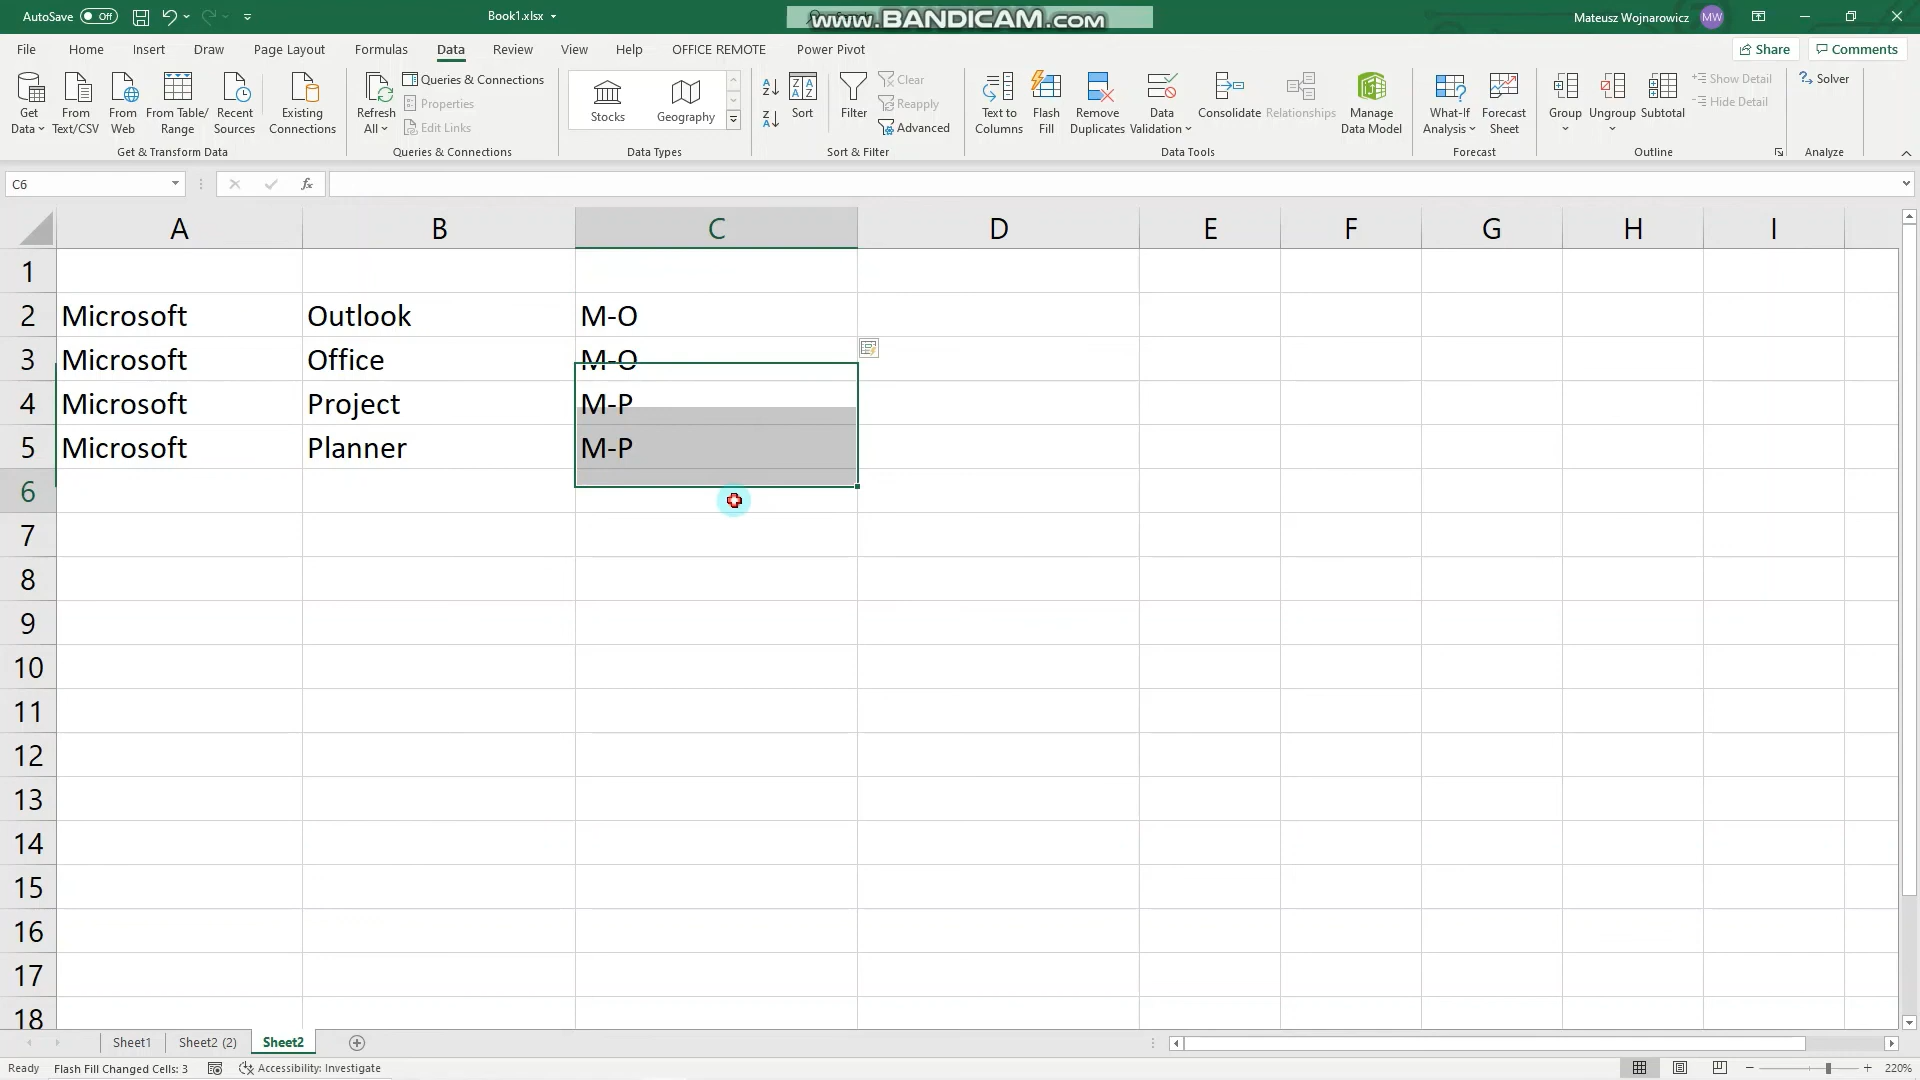 AutoSave Off Book1.xlsx www.BANDICAM.com Mateusz Wojnarowicz MW
File Home Insert Draw Page Layout Formulas Data Review View Help OFFICE REMOTE Power Pivot Share Comments
Get Data From Text/CSV From Web From Table/ Range Recent Sources Existing Connections
Get & Transform Data
Refresh All Queries & Connections
Properties
Edit Links
Queries & Connections
Stocks Geography
Data Types
Sort Filter Clear
Reapply
Advanced
Sort & Filter
Text to Columns Flash Fill Remove Duplicates Data Validation Consolidate Relationships Manage Data Model
Data Tools
What-If Analysis Forecast Sheet
Forecast
Group Ungroup Subtotal Show Detail
Hide Detail
Outline
Solver
Analyze
C6 fx
A B C D E F G H I
1
2 Microsoft Outlook M-O
3 Microsoft Office M-O
4 Microsoft Project M-P
5 Microsoft Planner M-P
6
7
8
9
10
11
12
13
14
15
16
17
18
Sheet1 Sheet2 (2) Sheet2
Ready Flash Fill Changed Cells: 3 Accessibility: Investigate 220%